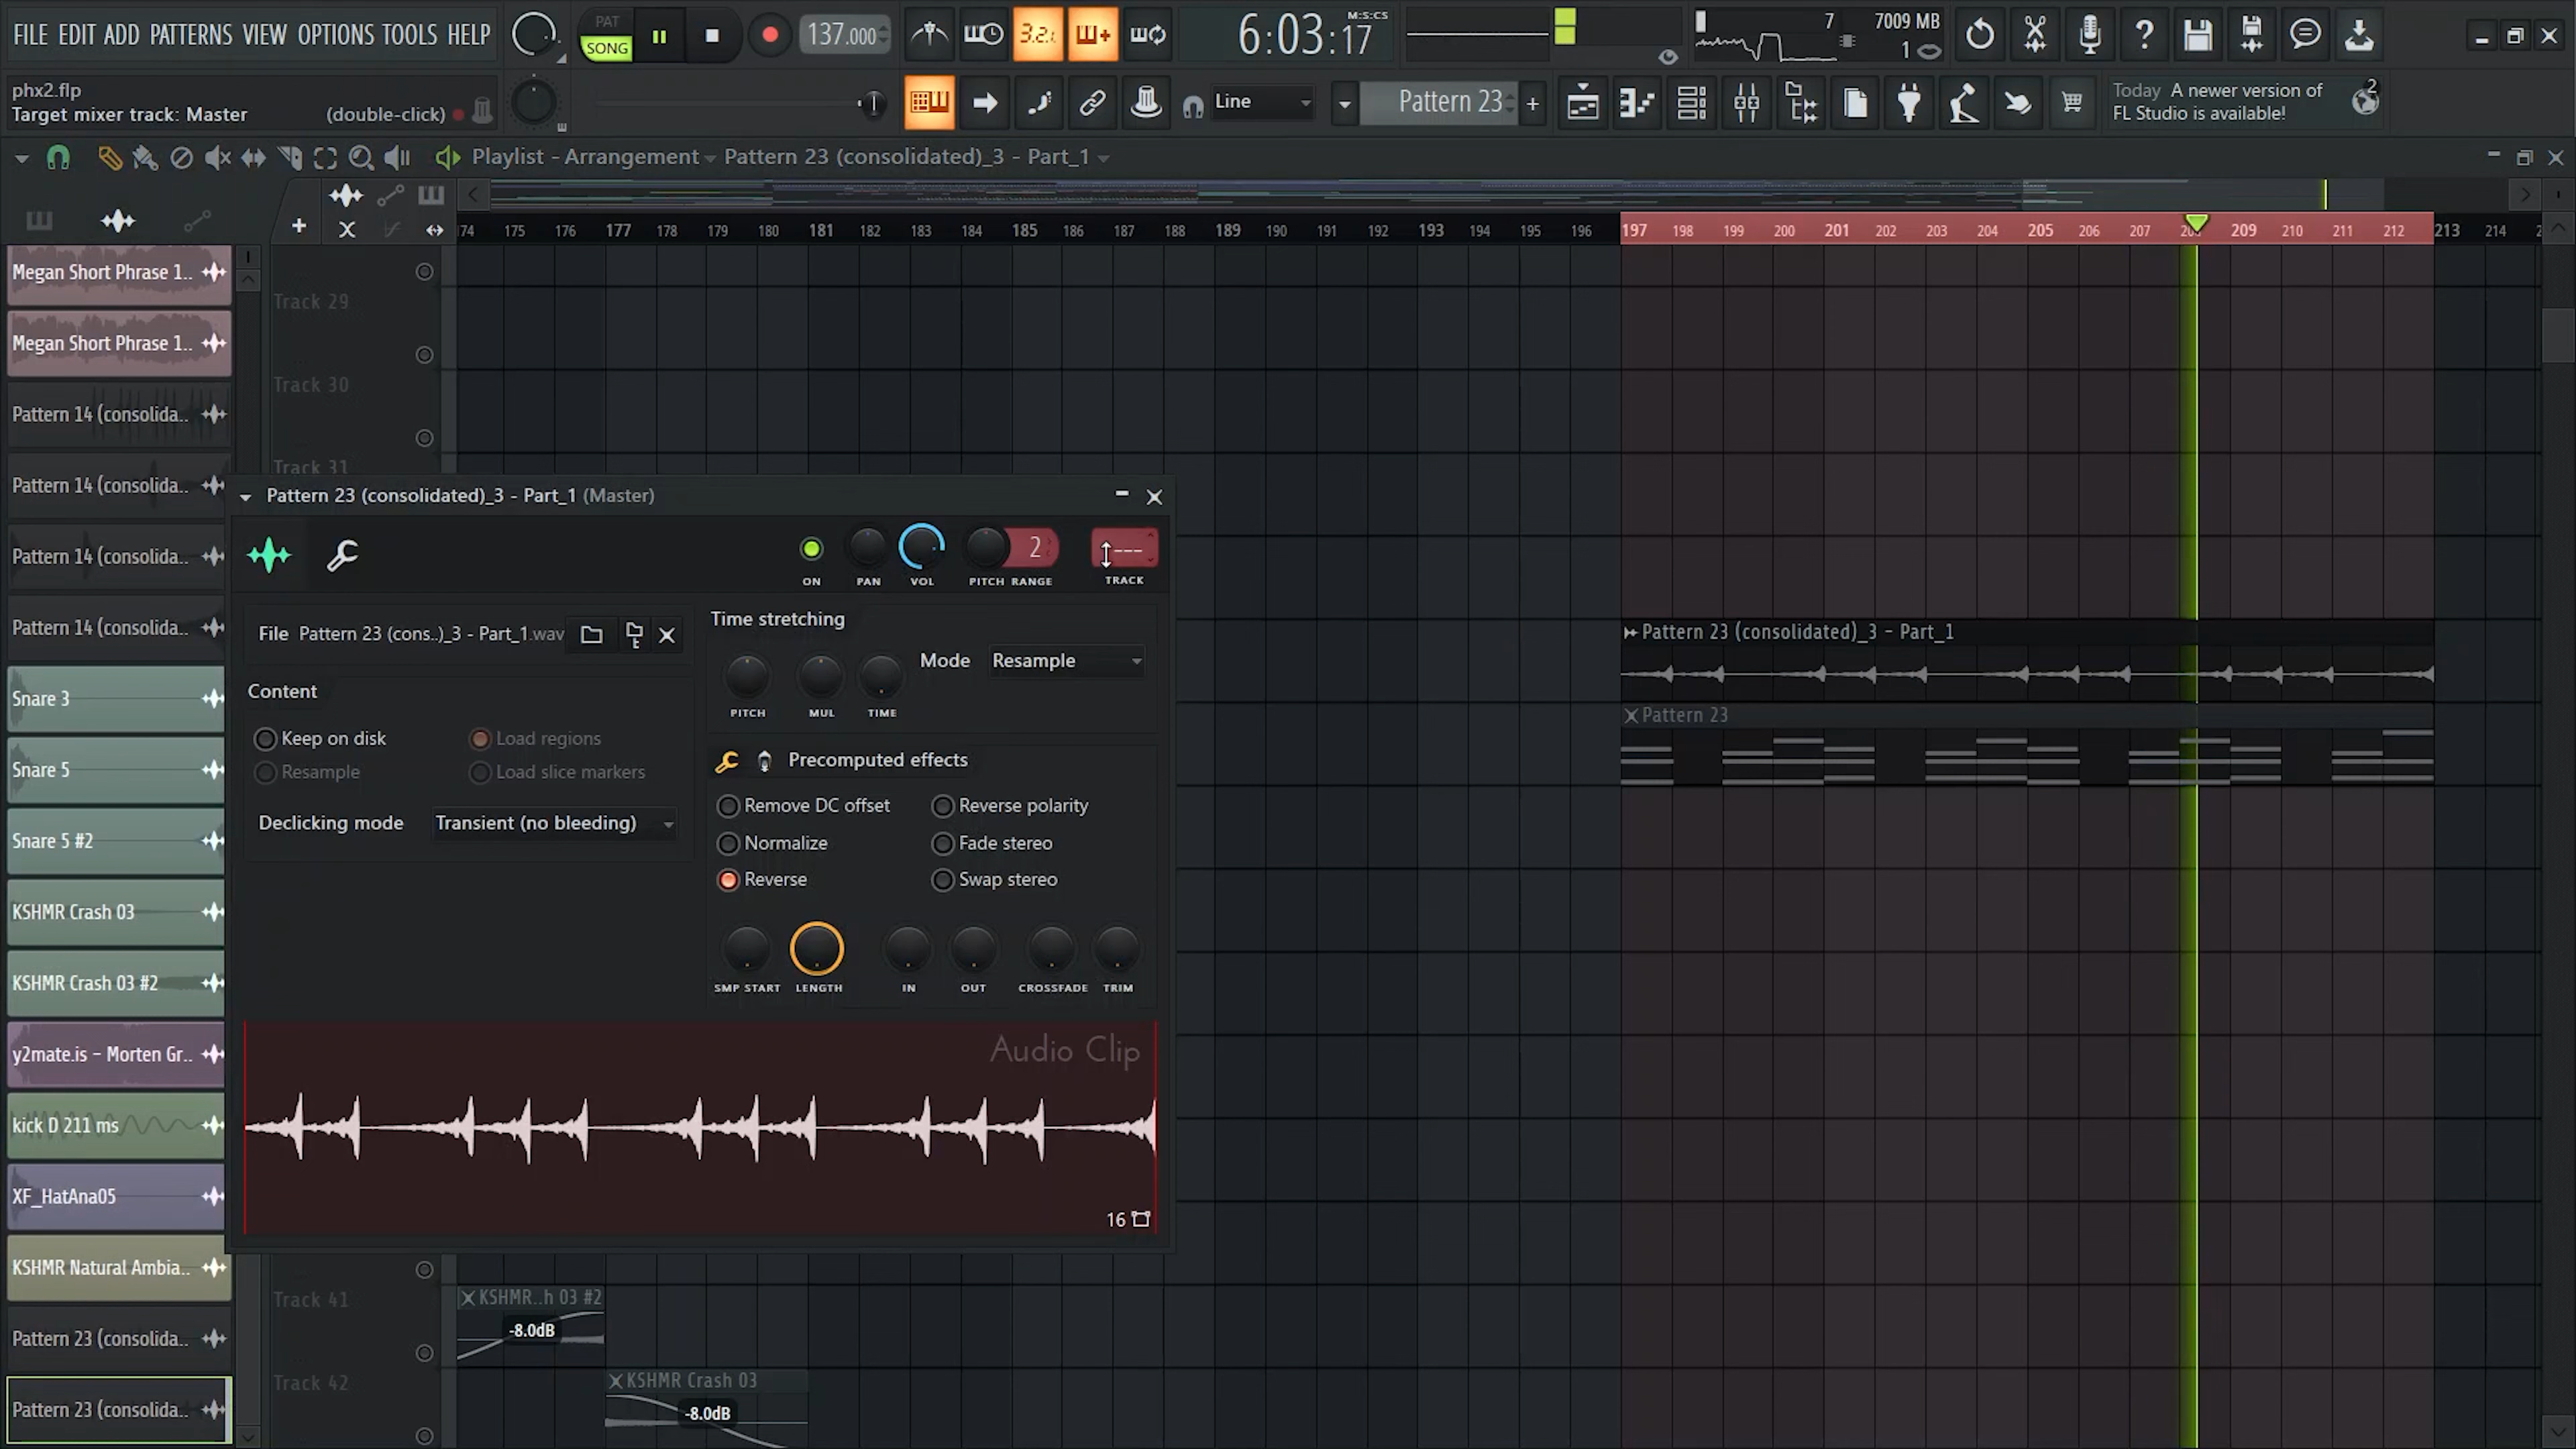 FILE EDIT ADD PATTERNS VIEW OPTIONS TOOLS HELP
PAT
SONG
137.000
3.2.1
6:03:17
M:S:CS
7
7009 MB
1
phx2.flp
Target mixer track: Master
(double-click)
Line
Pattern 23
+
Today A newer version of
FL Studio is available!
2
Playlist - Arrangement
Pattern 23 (consolidated)_3 - Part_1
174 175 176 177 178 179 180 181 182 183 184 185 186 187 188 189 190 191 192 193 194 195 196 197 198 199 200 201 202 203 204 205 206 207 209 210 211 212 213 214
Megan Short Phrase 1..
Megan Short Phrase 1..
Pattern 14 (consolida..
Pattern 14 (consolida..
Pattern 14 (consolida..
Pattern 14 (consolida..
Snare 3
Snare 5
Snare 5 #2
KSHMR Crash 03
KSHMR Crash 03 #2
y2mate.is - Morten Gr..
kick D 211 ms
XF_HatAna05
KSHMR Natural Ambia..
Pattern 23 (consolida..
Pattern 23 (consolida..
Track 29
Track 30
Track 31
Pattern 23 (consolidated)_3 - Part_1 (Master)
2
---
ON
PAN
VOL
PITCH RANGE
TRACK
File Pattern 23 (cons..)_3 - Part_1.wav
Content
Keep on disk
Load regions
Resample
Load slice markers
Declicking mode
Transient (no bleeding)
Time stretching
PITCH
MUL
TIME
Mode
Resample
Precomputed effects
Remove DC offset
Reverse polarity
Normalize
Fade stereo
Reverse
Swap stereo
SMP START
LENGTH
IN
OUT
CROSSFADE
TRIM
Audio Clip
16
Pattern 23 (consolidated)_3 - Part_1
Pattern 23
Track 41
KSHMR..h 03 #2
-8.0dB
Track 42
KSHMR Crash 03
-8.0dB